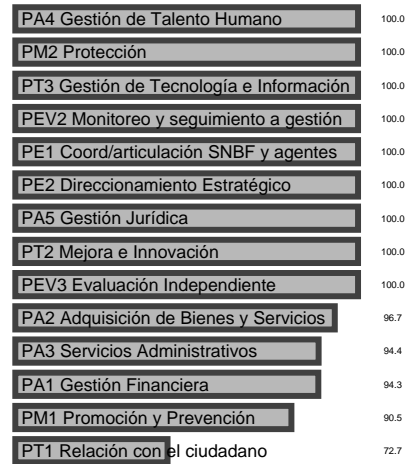 PA4 Gestión de Talento Humano 100.0
PM2 Protección 100.0
PT3 Gestión de Tecnología e Información 100.0
PEV2 Monitoreo y seguimiento a gestión 100.0
PE1 Coord/articulación SNBF y agentes 100.0
PE2 Direccionamiento Estratégico 100.0
PA5 Gestión Jurídica 100.0
PT2 Mejora e Innovación 100.0
PEV3 Evaluación Independiente 100.0
PA2 Adquisición de Bienes y Servicios 96.7
PA3 Servicios Administrativos 94.4
PA1 Gestión Financiera 94.3
PM1 Promoción y Prevención 90.5
PT1 Relación con el ciudadano 72.7